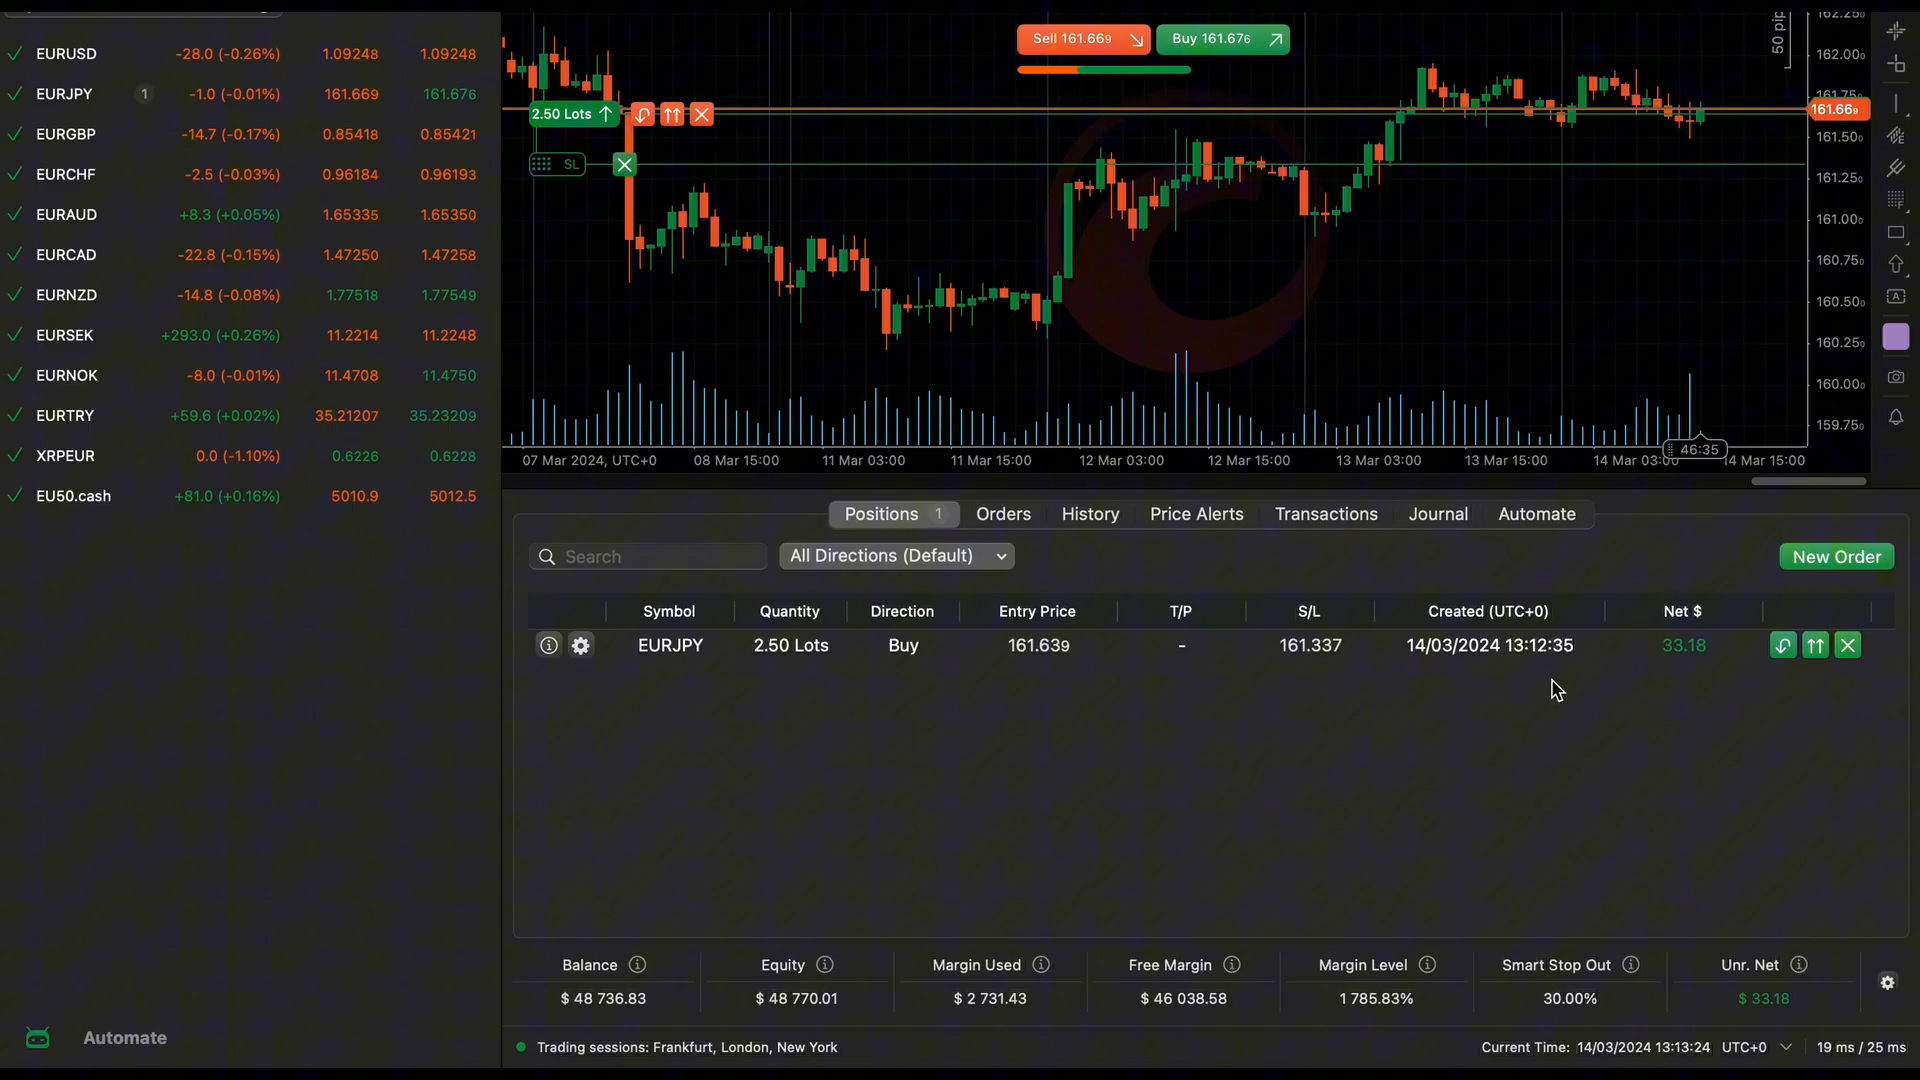 EURUSD -28.0 (-0.26%) 1.09248 1.09248
EURJPY 1 -1.0 (-0.01%) 161.669 161.676
EURGBP -14.7 (-0.17%) 0.85418 0.85421
EURCHF -2.5 (-0.03%) 0.96184 0.96193
EURAUD +8.3 (+0.05%) 1.65335 1.65350
EURCAD -22.8 (-0.15%) 1.47250 1.47258
EURNZD -14.8 (-0.08%) 1.77518 1.77549
EURSEK +293.0 (+0.26%) 11.2214 11.2248
EURNOK -8.0 (-0.01%) 11.4708 11.4750
EURTRY +59.6 (+0.02%) 35.21207 35.23209
XRPEUR 0.0 (-1.10%) 0.6226 0.6228
EU50.cash +81.0 (+0.16%) 5010.9 5012.5
Automate
Sell 161.669
Buy 161.676
50 pip
2.50 Lots
SL
162.250
162.000
161.750
161.669
161.500
161.250
161.000
160.750
160.500
160.250
160.000
159.750
46:35
07 Mar 2024, UTC+0 08 Mar 15:00 11 Mar 03:00 11 Mar 15:00 12 Mar 03:00 12 Mar 15:00 13 Mar 03:00 13 Mar 15:00 14 Mar 03:00 14 Mar 15:00
Positions 1 Orders History Price Alerts Transactions Journal Automate
Search All Directions (Default) New Order
Symbol Quantity Direction Entry Price T/P S/L Created (UTC+0) Net $
EURJPY 2.50 Lots Buy 161.639 - 161.337 14/03/2024 13:12:35 33.18
Balance Equity Margin Used Free Margin Margin Level Smart Stop Out Unr. Net
$ 48 736.83 $ 48 770.01 $ 2 731.43 $ 46 038.58 1 785.83% 30.00% $ 33.18
Trading sessions: Frankfurt, London, New York Current Time: 14/03/2024 13:13:24 UTC+0 19 ms / 25 ms